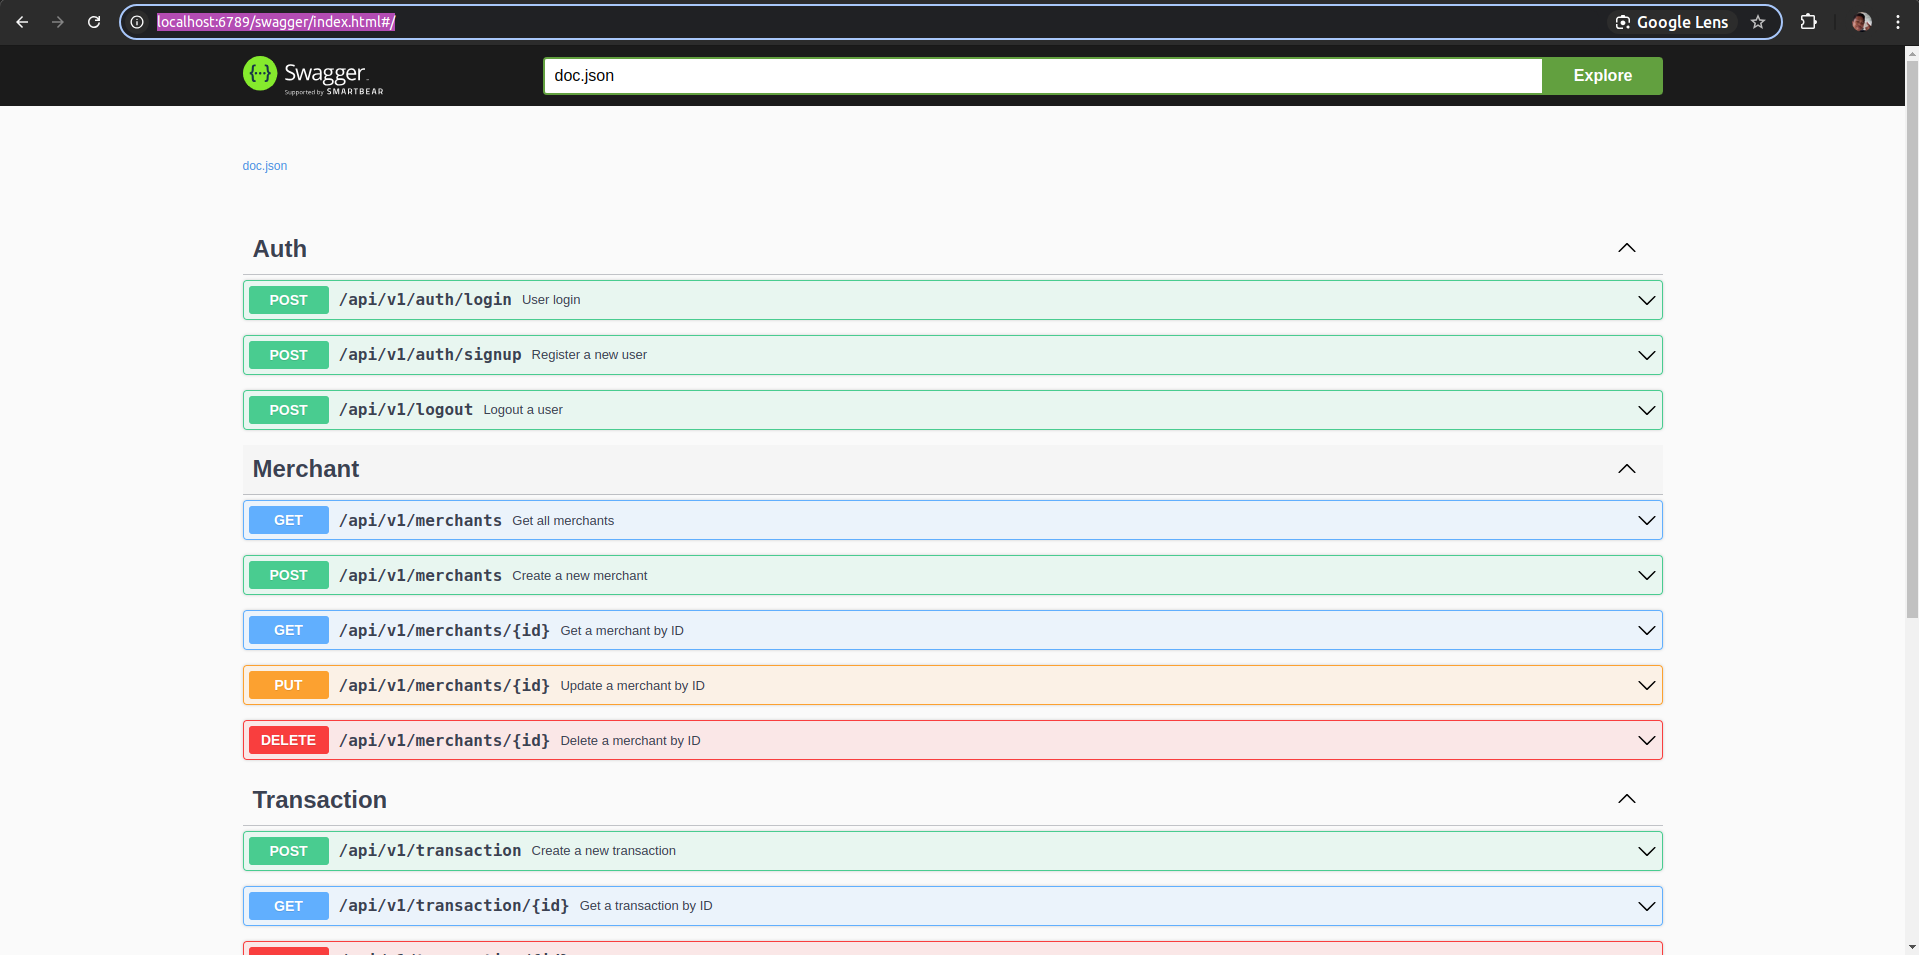 localhost:6789/swagger/index.html#/
Google Lens
Swagger
Supported by SMARTBEAR
doc.json
Explore
doc.json
Auth
POST /api/v1/auth/login User login
POST /api/v1/auth/signup Register a new user
POST /api/v1/logout Logout a user
Merchant
GET /api/v1/merchants Get all merchants
POST /api/v1/merchants Create a new merchant
GET /api/v1/merchants/{id} Get a merchant by ID
PUT /api/v1/merchants/{id} Update a merchant by ID
DELETE /api/v1/merchants/{id} Delete a merchant by ID
Transaction
POST /api/v1/transaction Create a new transaction
GET /api/v1/transaction/{id} Get a transaction by ID